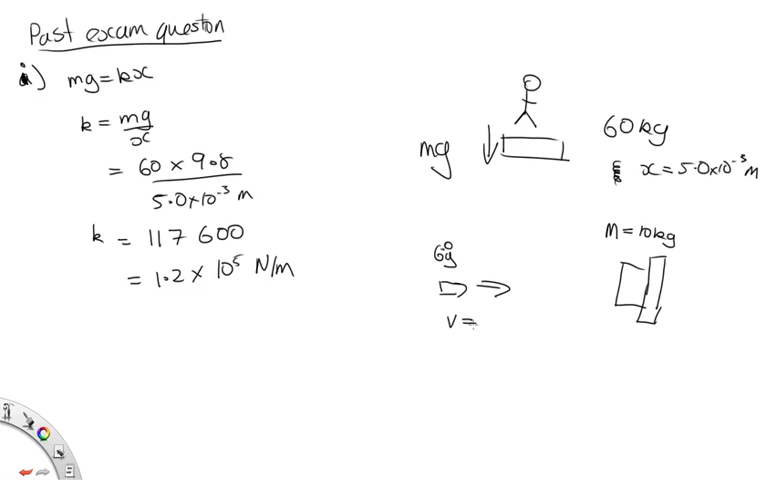 Past exam question
i) mg = kx
k = mg / x
= 60 × 9.8 / 5.0×10⁻³ m
k = 117 600
= 1.2 × 10⁵ N/m
mg
60kg
x = 5.0×10⁻³ m
M = 10kg
v =